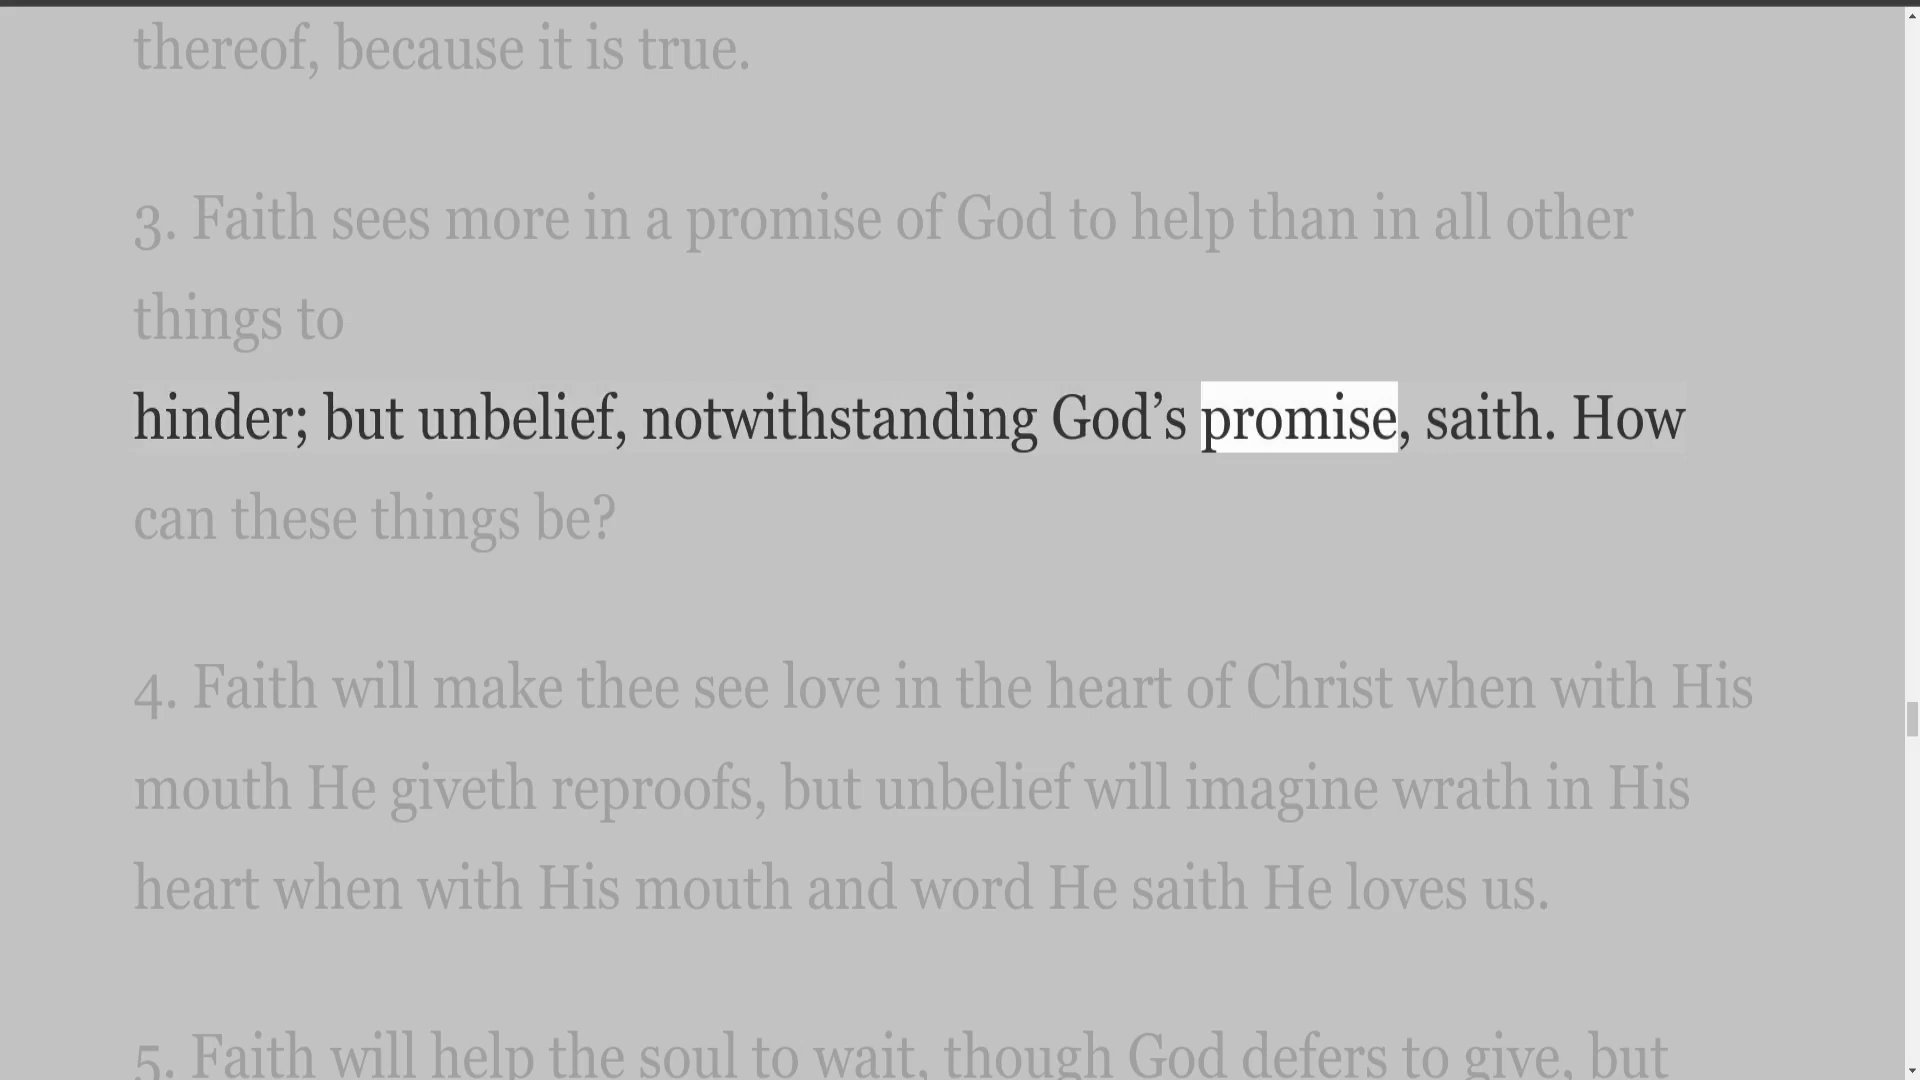 thereof, because it is true.
3. Faith sees more in a promise of God to help than in all other
things to
hinder; but unbelief, notwithstanding God’s promise, saith. How
can these things be?
4. Faith will make thee see love in the heart of Christ when with His
mouth He giveth reproofs, but unbelief will imagine wrath in His
heart when with His mouth and word He saith He loves us.
5. Faith will help the soul to wait, though God defers to give, but